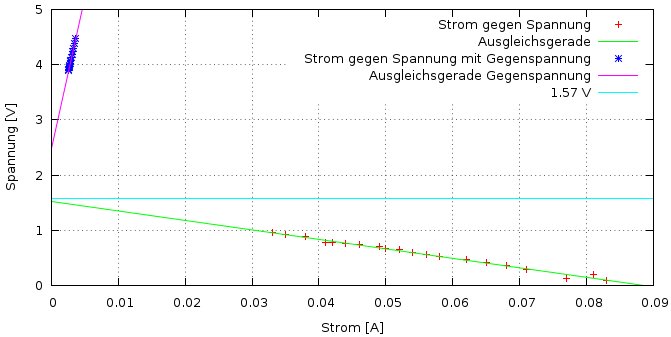 5
4
3
2
1
0
Spannung [V]
Strom gegen Spannung
Ausgleichsgerade
Strom gegen Spannung mit Gegenspannung
Ausgleichsgerade Gegenspannung
1.57 V
0 0.01 0.02 0.03 0.04 0.05 0.06 0.07 0.08 0.09
Strom [A]